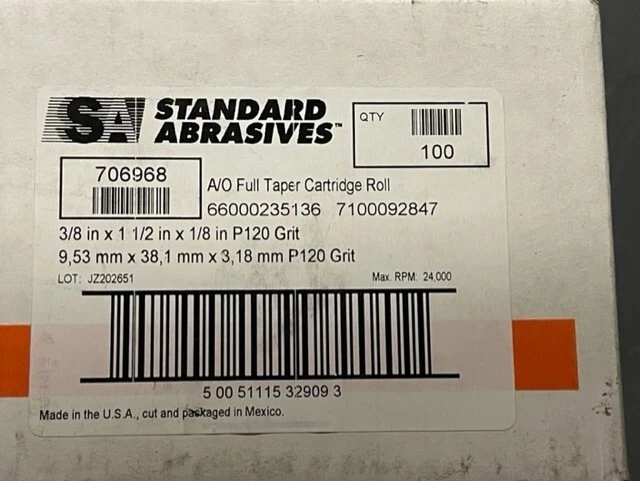 SA STANDARD
ABRASIVES™
QTY
100
706968
A/O Full Taper Cartridge Roll
66000235136 7100092847
3/8 in x 1 1/2 in x 1/8 in P120 Grit
9,53 mm x 38,1 mm x 3,18 mm P120 Grit
LOT: JZ202651 Max. RPM: 24,000
5 00 51115 32909 3
Made in the U.S.A., cut and packaged in Mexico.